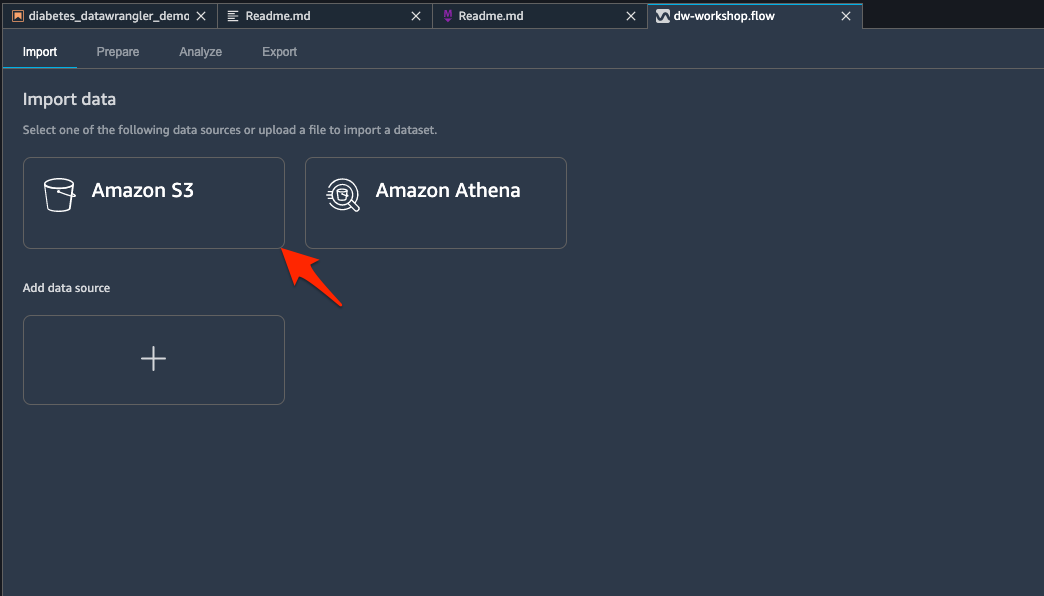 diabetes_datawrangler_demo
Readme.md
Readme.md
dw-workshop.flow
Import Prepare Analyze Export
Import data
Select one of the following data sources or upload a file to import a dataset.
Amazon S3 Amazon Athena
Add data source